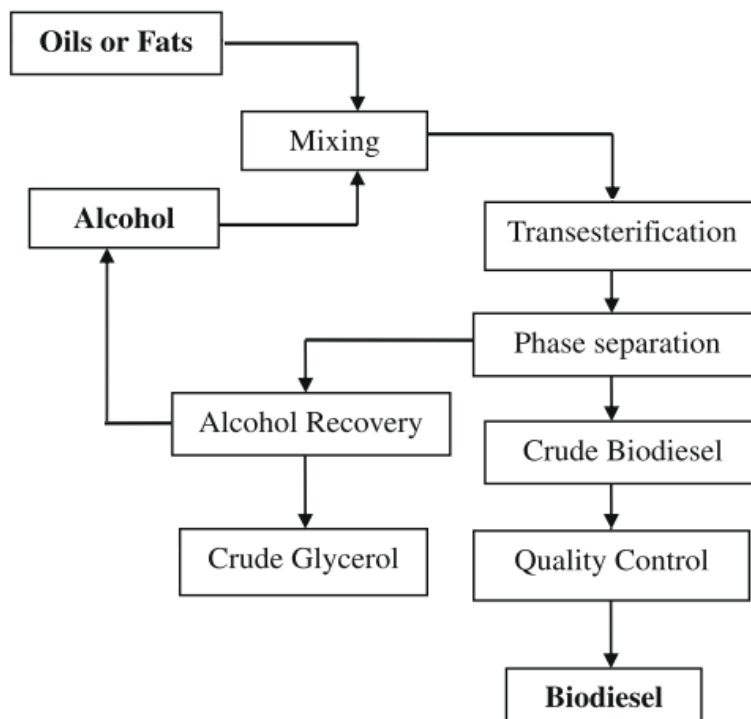 Oils or Fats
Mixing
Alcohol
Transesterification
Phase separation
Alcohol Recovery
Crude Biodiesel
Crude Glycerol
Quality Control
Biodiesel